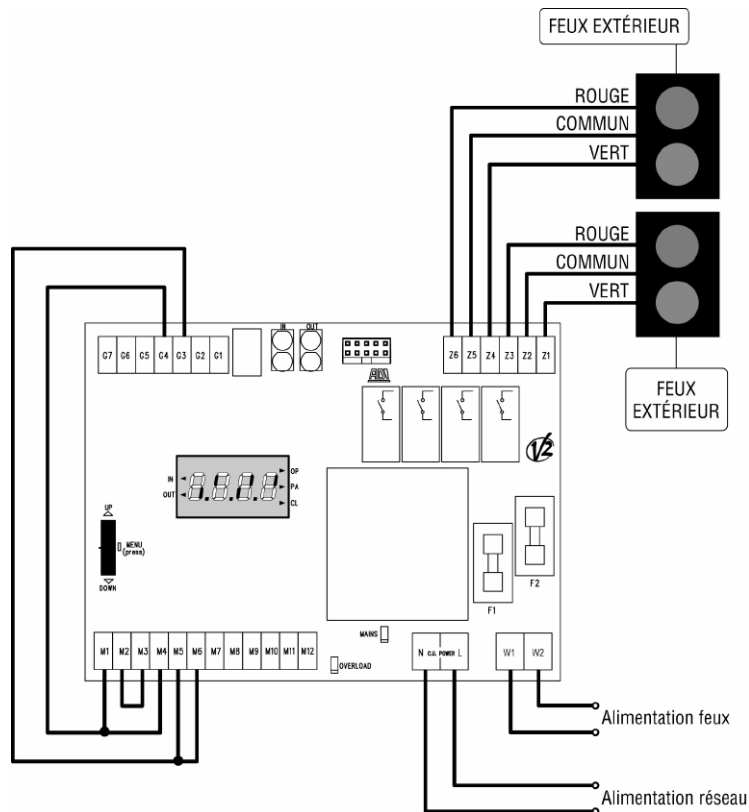 FEUX EXTÉRIEUR
ROUGE
COMMUN
VERT
ROUGE
COMMUN
VERT
FEUX
EXTÉRIEUR
G7 G6 G5 G4 G3 G2 G1
IN OUT
ADI
Z6 Z5 Z4 Z3 Z2 Z1
V2
IN
OUT
OP
PA
CL
UP
MENU
(press)
DOWN
F1
F2
MAINS
OVERLOAD
M1 M2 M3 M4 M5 M6 M7 M8 M9 M10 M11 M12
N C.U. POWER L
W1 W2
Alimentation feux
Alimentation réseau